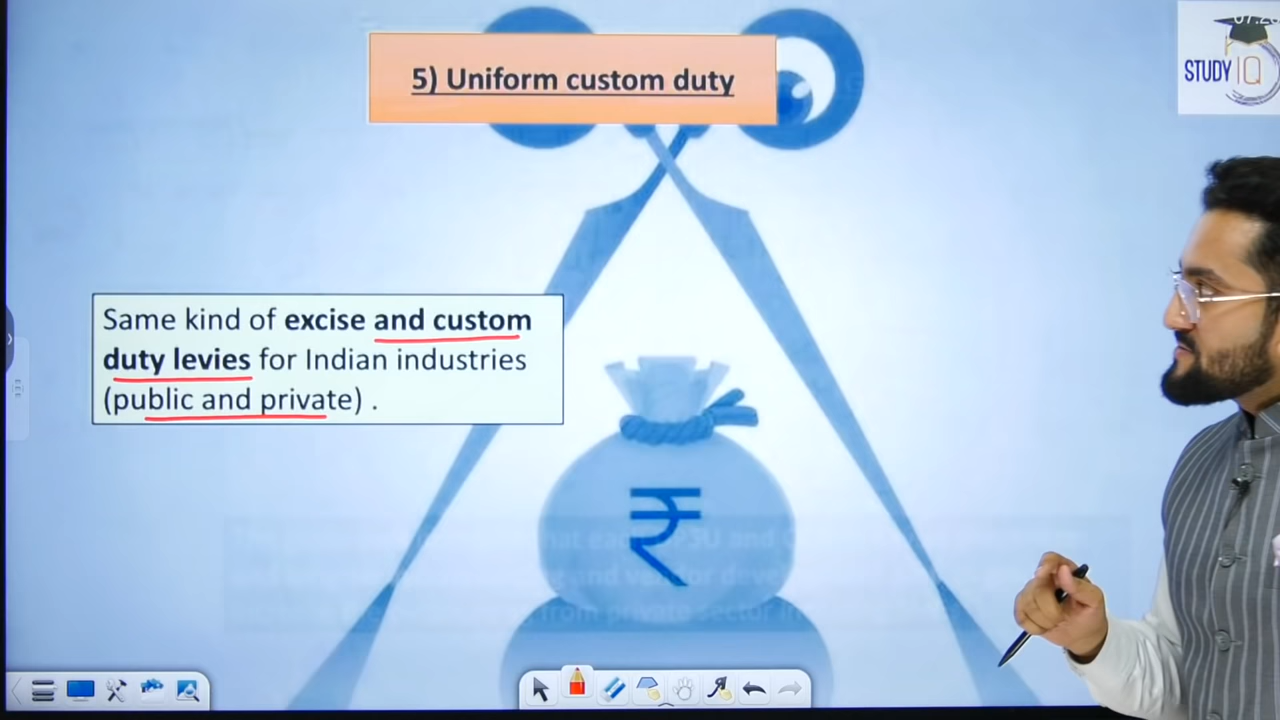 5) Uniform custom duty
STUDY IQ
Same kind of excise and custom
duty levies for Indian industries
(public and private) .
₹